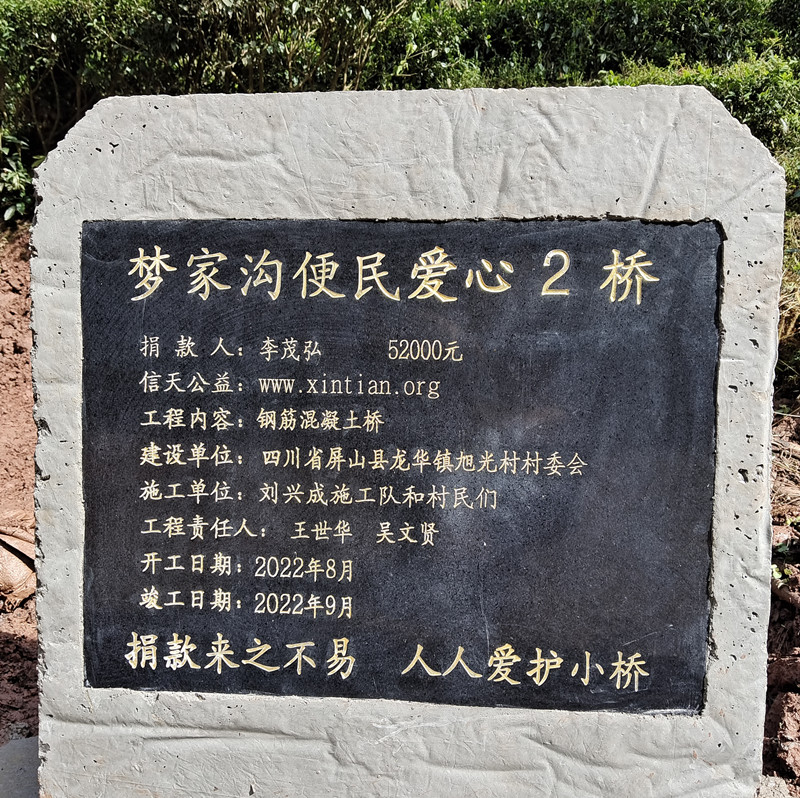 梦家沟便民爱心 2 桥
捐 款 人：李茂弘 52000元
信天公益：www.xintian.org
工程内容：钢筋混凝土桥
建设单位：四川省屏山县龙华镇旭光村村委会
施工单位：刘兴成施工队和村民们
工程责任人： 王世华 吴文贤
开工日期：2022年8月
竣工日期：2022年9月
捐款来之不易 人人爱护小桥